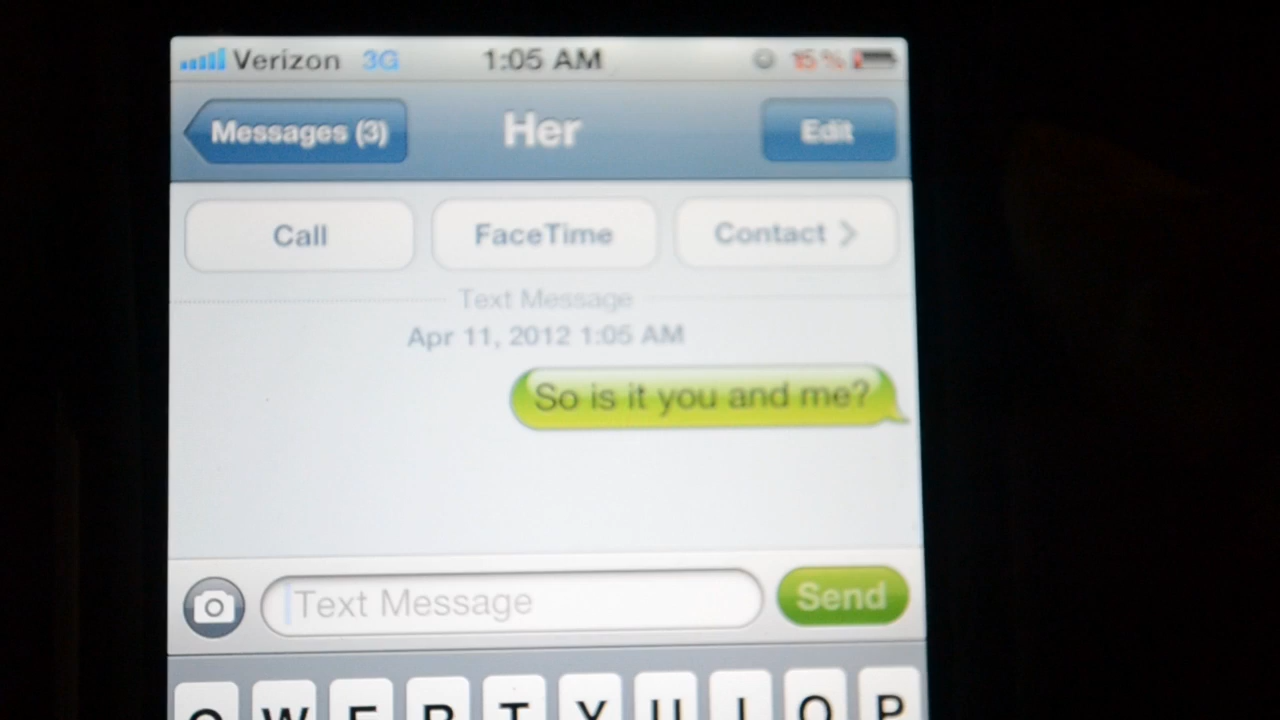 Verizon 3G 1:05 AM 15%
Messages (3) Her Edit
Call FaceTime Contact
Text Message
Apr 11, 2012 1:05 AM
So is it you and me?
Text Message Send
Q W E R T Y U I O P